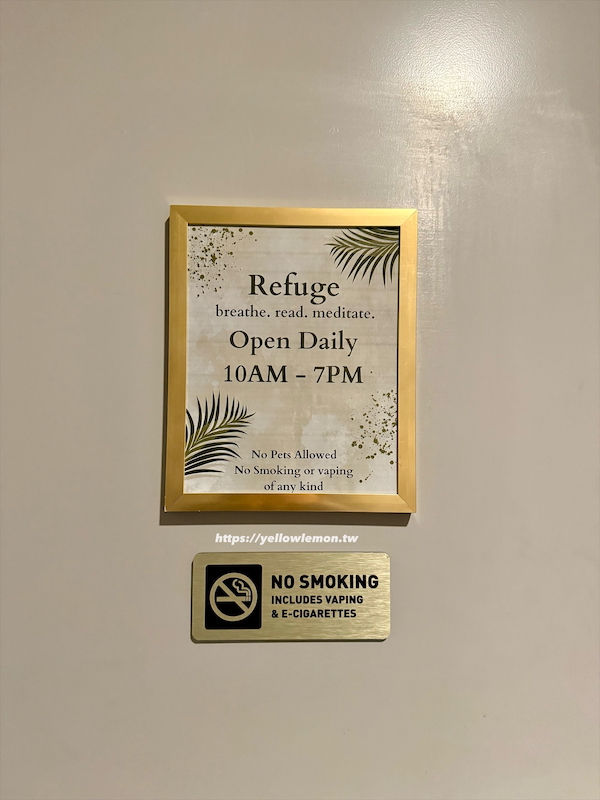 Refuge
breathe. read. meditate.
Open Daily
10AM - 7PM
No Pets Allowed
No Smoking or vaping
of any kind
https://yellowlemon.tw
NO SMOKING
INCLUDES VAPING
& E-CIGARETTES